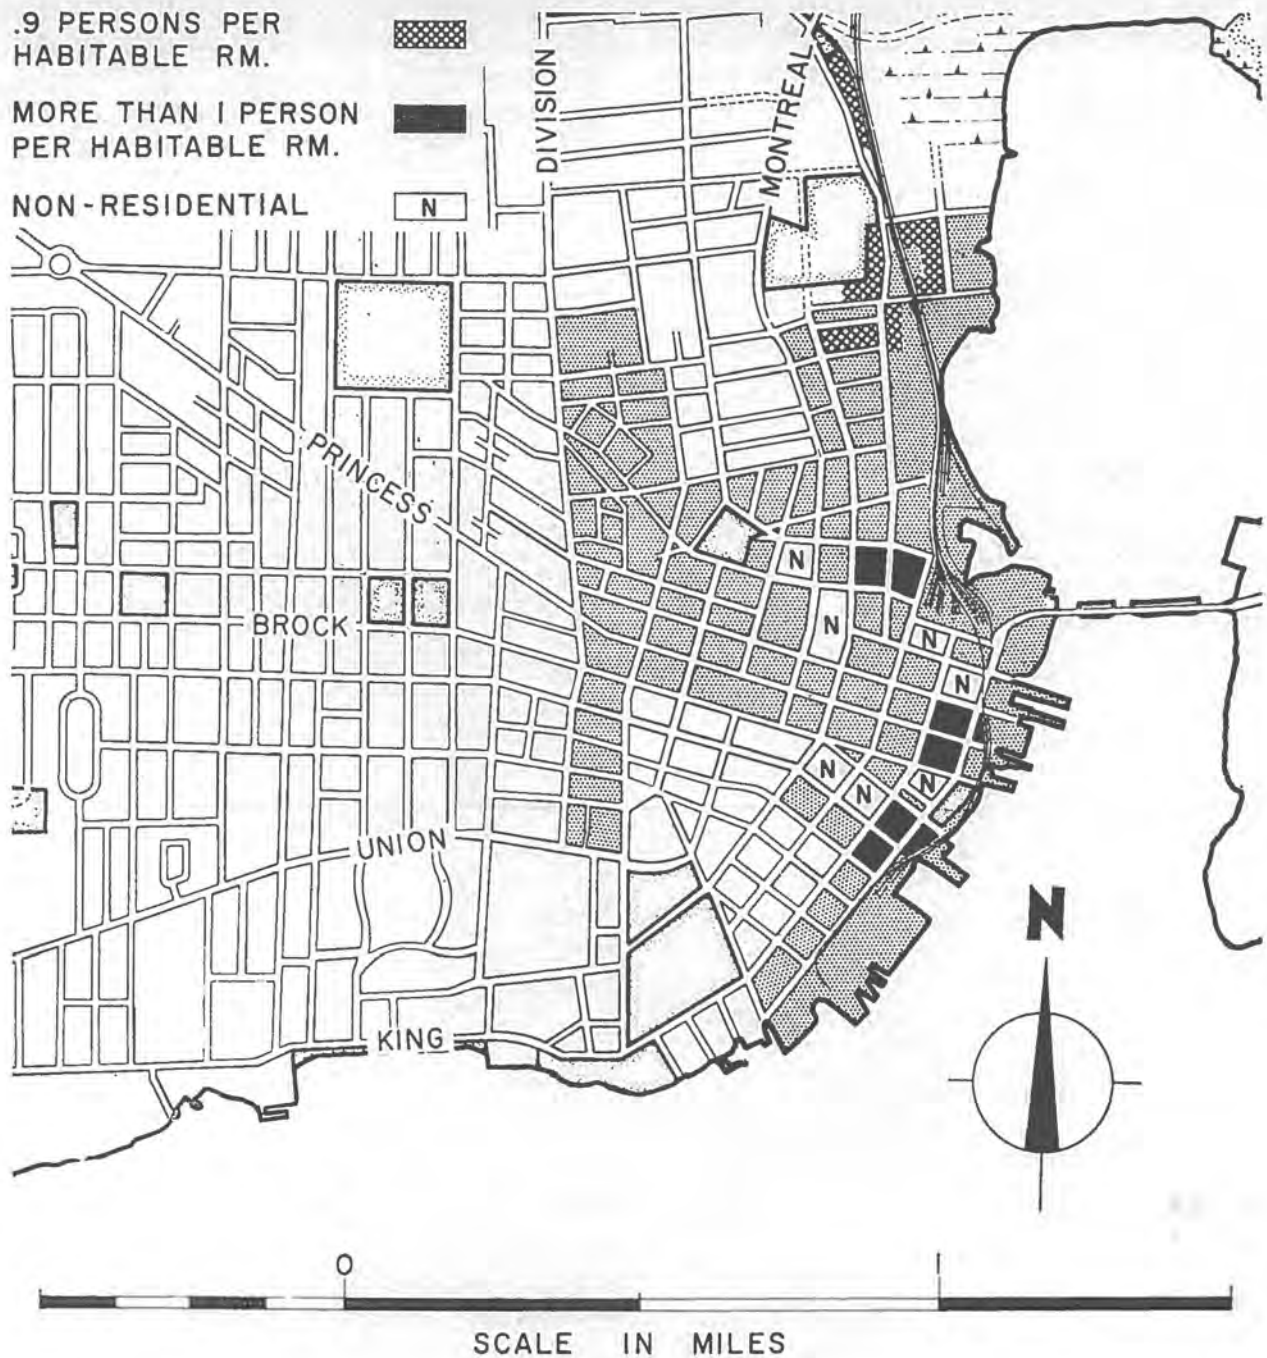 .9 PERSONS PER
HABITABLE RM.
MORE THAN 1 PERSON
PER HABITABLE RM.
NON-RESIDENTIAL
N
DIVISION
MONTREAL
PRINCESS
BROCK
UNION
KING
N
N
N
N
N
N
N
N
0
1
SCALE IN MILES